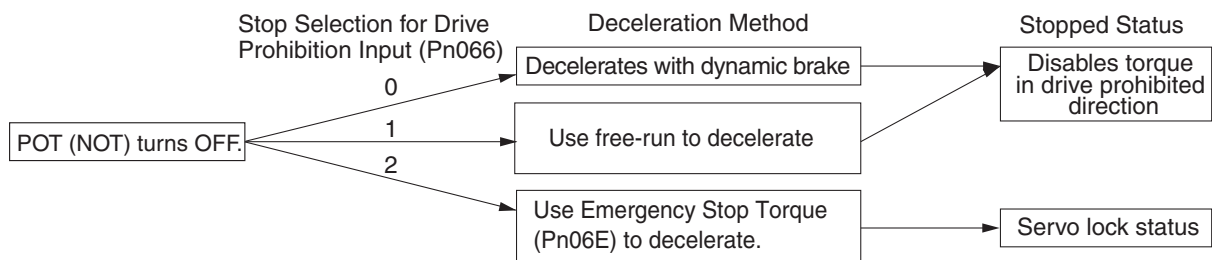 Stop Selection for Drive
Prohibition Input (Pn066)
Deceleration Method
Stopped Status
POT (NOT) turns OFF.
0
Decelerates with dynamic brake
Disables torque
in drive prohibited
direction
1
Use free-run to decelerate
2
Use Emergency Stop Torque
(Pn06E) to decelerate.
Servo lock status